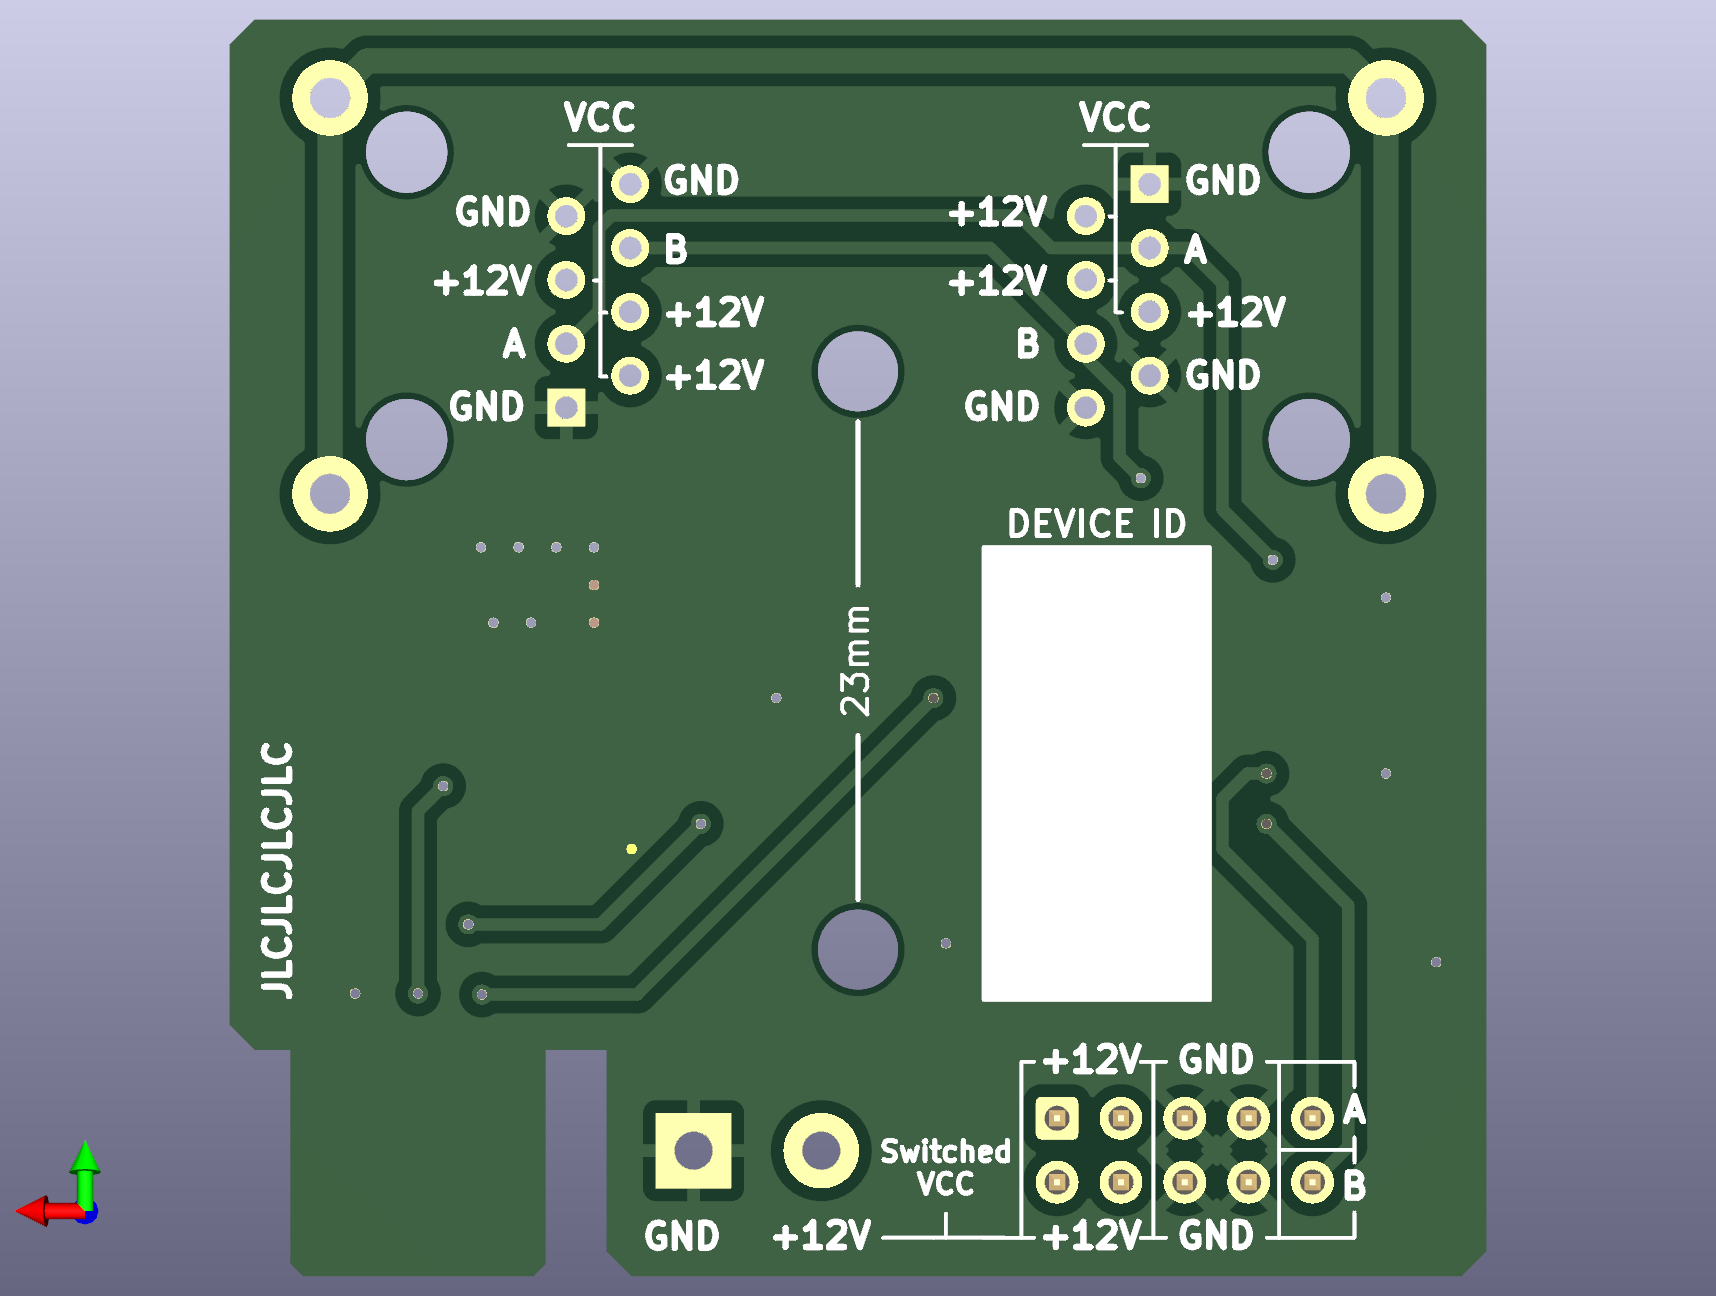 VCC
VCC
GND
GND
GND
+12V
B
A
+12V
+12V
+12V
+12V
A
B
+12V
GND
GND
GND
DEVICE ID
23mm
JLCJLCJLCJLC
+12V
GND
A
Switched
VCC
B
GND
+12V
+12V
GND